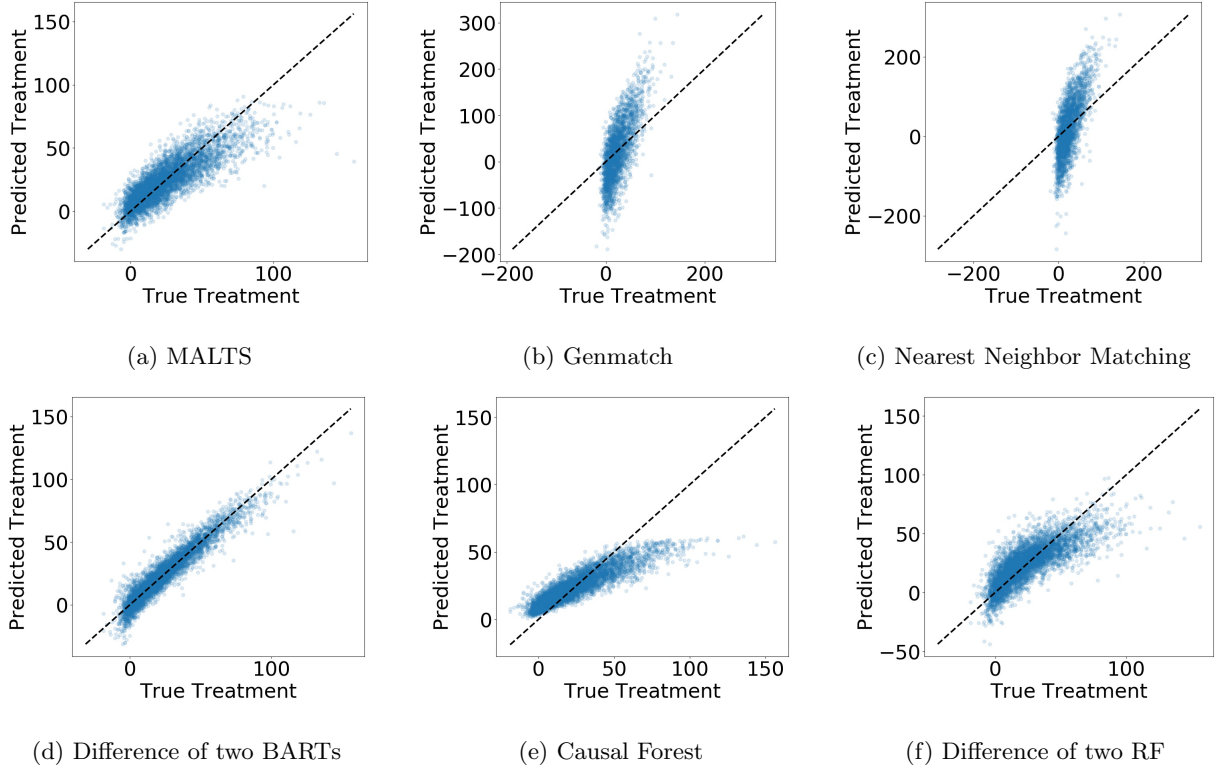 150
100
50
0
Predicted Treatment
0 100
True Treatment
(a) MALTS
300
200
100
0
−100
−200
Predicted Treatment
−200 0 200
True Treatment
(b) Genmatch
200
0
−200
Predicted Treatment
−200 0 200
True Treatment
(c) Nearest Neighbor Matching
150
100
50
0
Predicted Treatment
0 100
True Treatment
(d) Difference of two BARTs
150
100
50
0
Predicted Treatment
0 50 100 150
True Treatment
(e) Causal Forest
150
100
50
0
−50
Predicted Treatment
0 100
True Treatment
(f) Difference of two RF